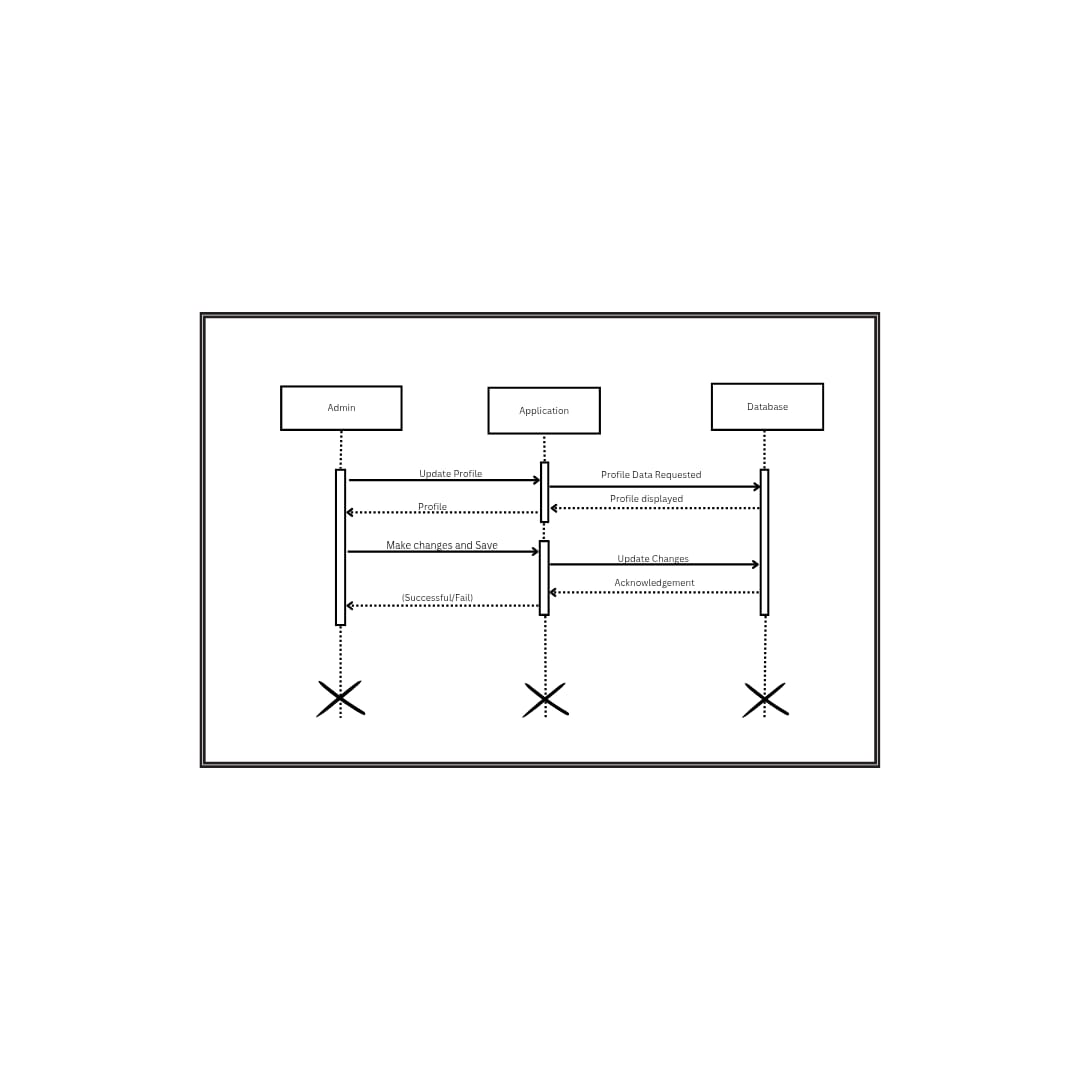 Admin
Application
Database
Update Profile
Profile Data Requested
Profile displayed
Profile
Make changes and Save
Update Changes
Acknowledgement
(Successful/Fail)